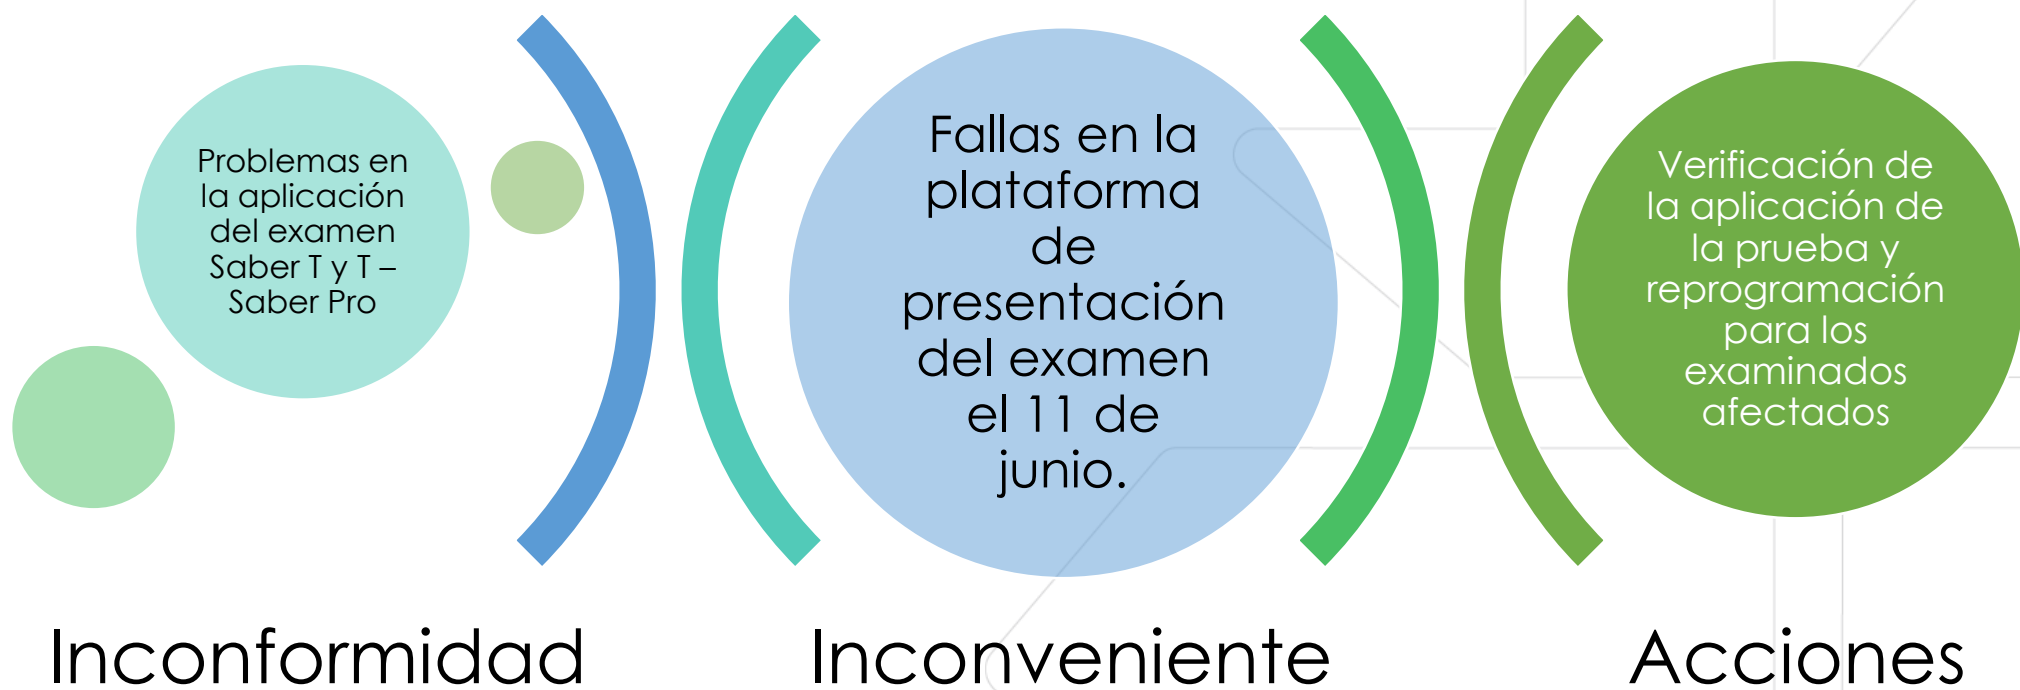 Problemas en
la aplicación
del examen
Saber T y T –
Saber Pro
Fallas en la
plataforma
de
presentación
del examen
el 11 de
junio.
Verificación de
la aplicación de
la prueba y
reprogramación
para los
examinados
afectados
Inconformidad
Inconveniente
Acciones